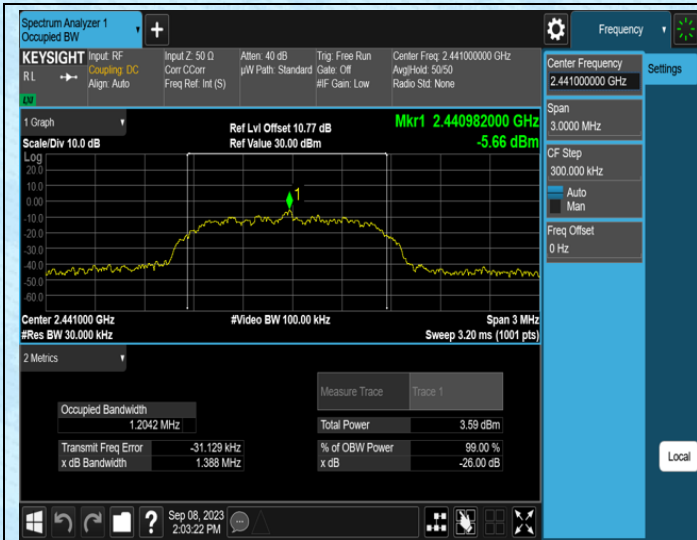 Spectrum Analyzer 1
Occupied BW
Frequency
KEYSIGHT
RL
LXI
Input: RF
Coupling: DC
Align: Auto
Input Z: 50 Ω
Corr CCorr
Freq Ref: Int (S)
Atten: 40 dB
µW Path: Standard
Trig: Free Run
Gate: Off
#IF Gain: Low
Center Freq: 2.441000000 GHz
Avg|Hold: 50/50
Radio Std: None
1 Graph
Scale/Div 10.0 dB
Ref Lvl Offset 10.77 dB
Ref Value 30.00 dBm
Mkr1 2.440982000 GHz
-5.66 dBm
Log
20.0
10.0
0.00
-10.0
-20.0
-30.0
-40.0
-50.0
-60.0
1
Center 2.441000 GHz
#Res BW 30.000 kHz
#Video BW 100.00 kHz
Span 3 MHz
Sweep 3.20 ms (1001 pts)
2 Metrics
Measure Trace
Trace 1
Occupied Bandwidth
1.2042 MHz
Total Power
3.59 dBm
Transmit Freq Error
-31.129 kHz
% of OBW Power
99.00 %
x dB Bandwidth
1.388 MHz
x dB
-26.00 dB
Center Frequency
2.441000000 GHz
Settings
Span
3.0000 MHz
CF Step
300.000 kHz
Auto
Man
Freq Offset
0 Hz
Local
?
Sep 08, 2023
2:03:22 PM